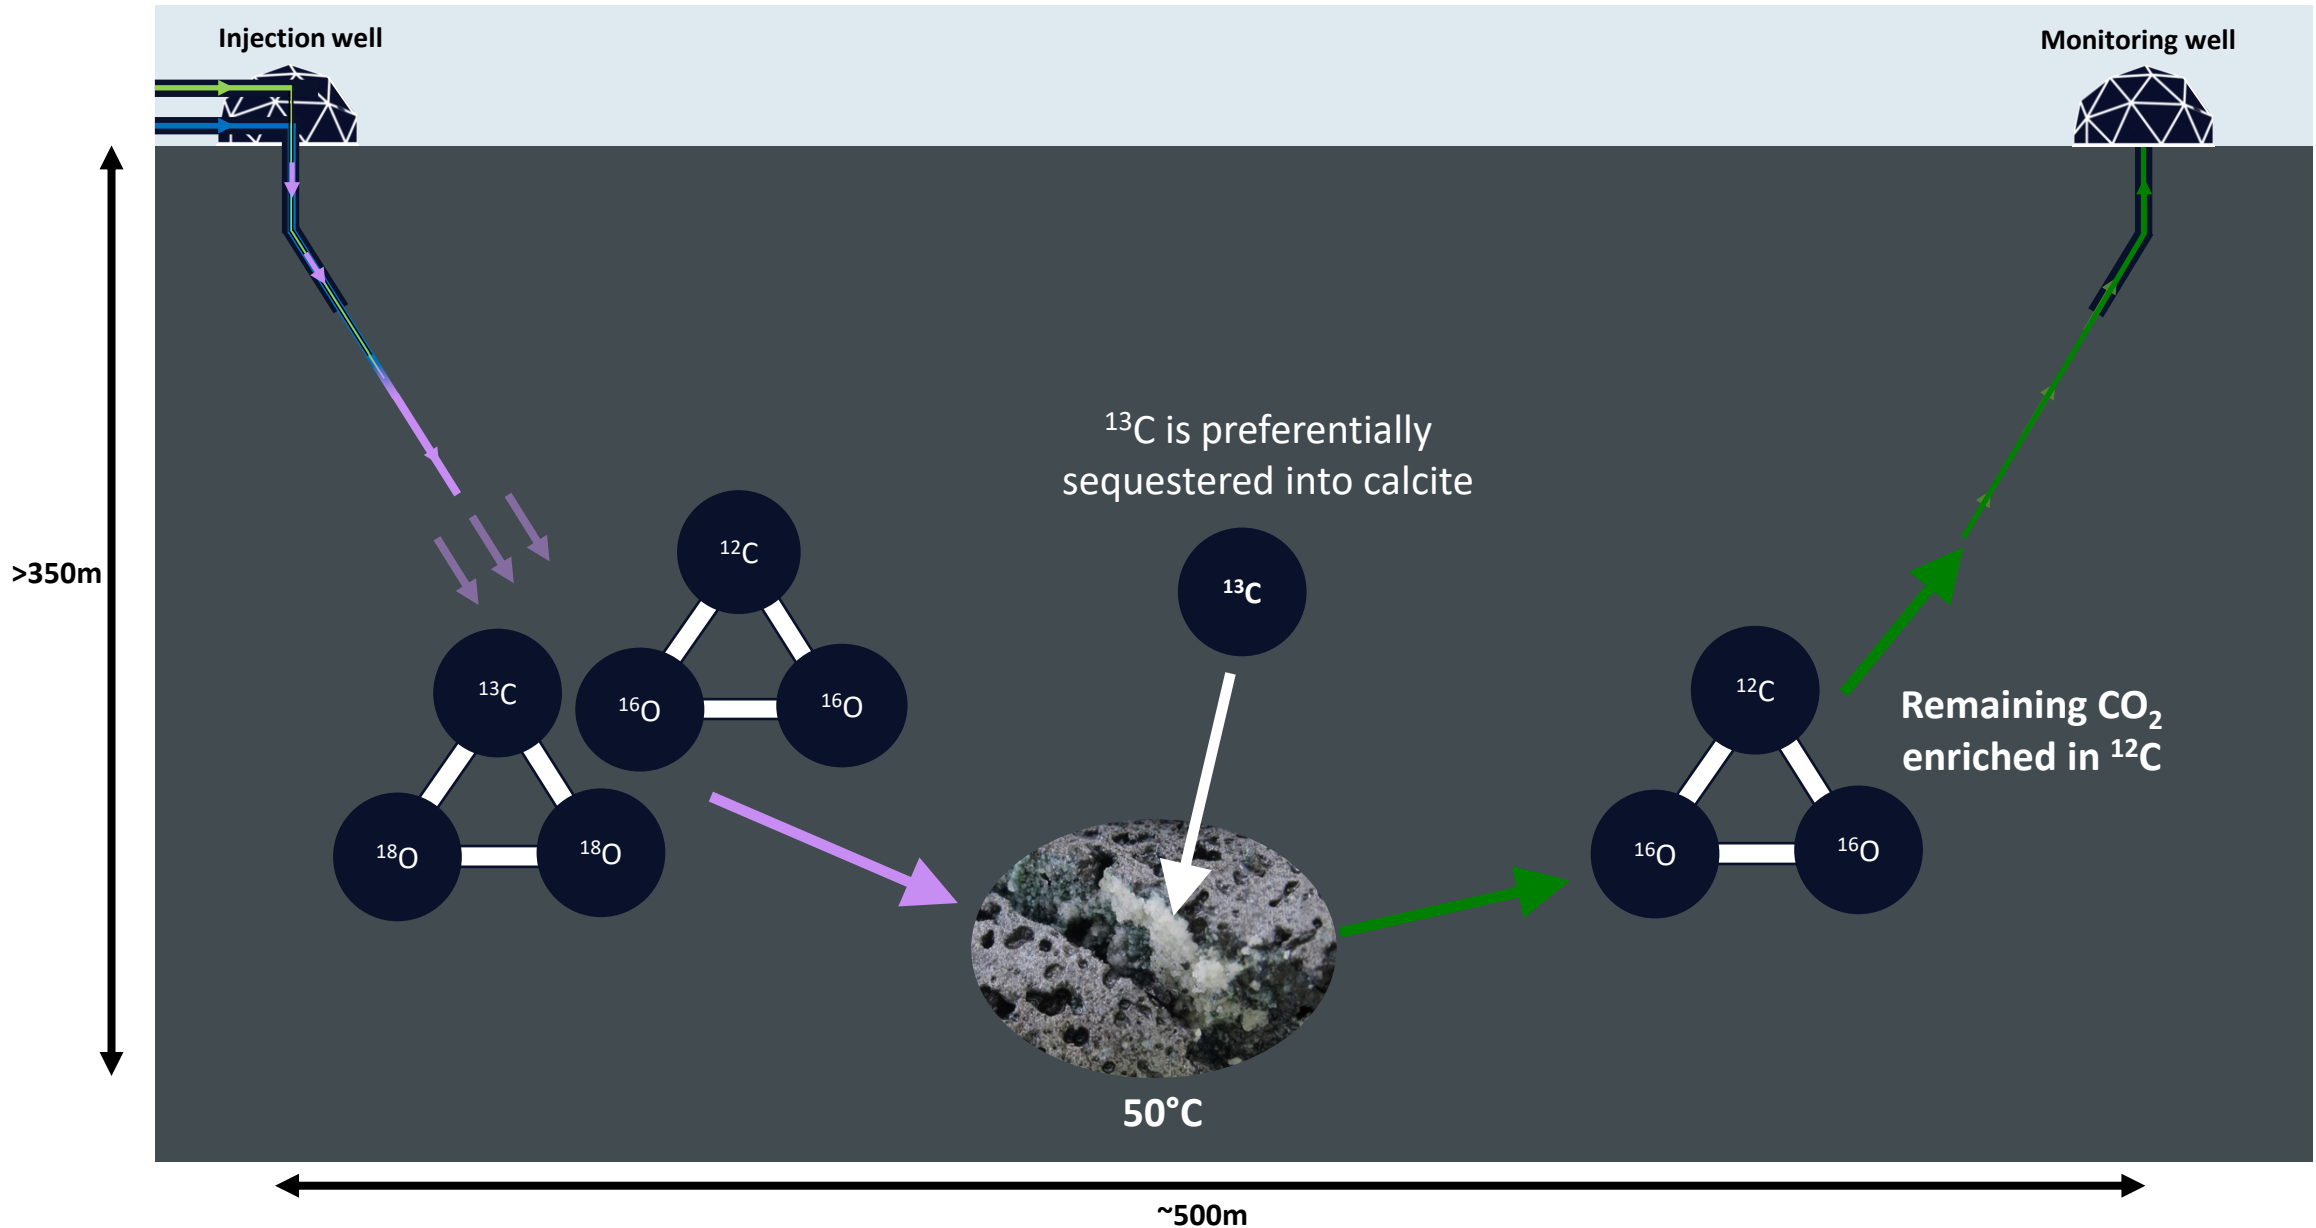 Injection well
Monitoring well
¹³C is preferentially
sequestered into calcite
>350m
¹²C
¹⁶O
¹⁶O
¹³C
¹⁸O
¹⁸O
¹³C
¹²C
¹⁶O
¹⁶O
Remaining CO₂
enriched in ¹²C
50°C
~500m